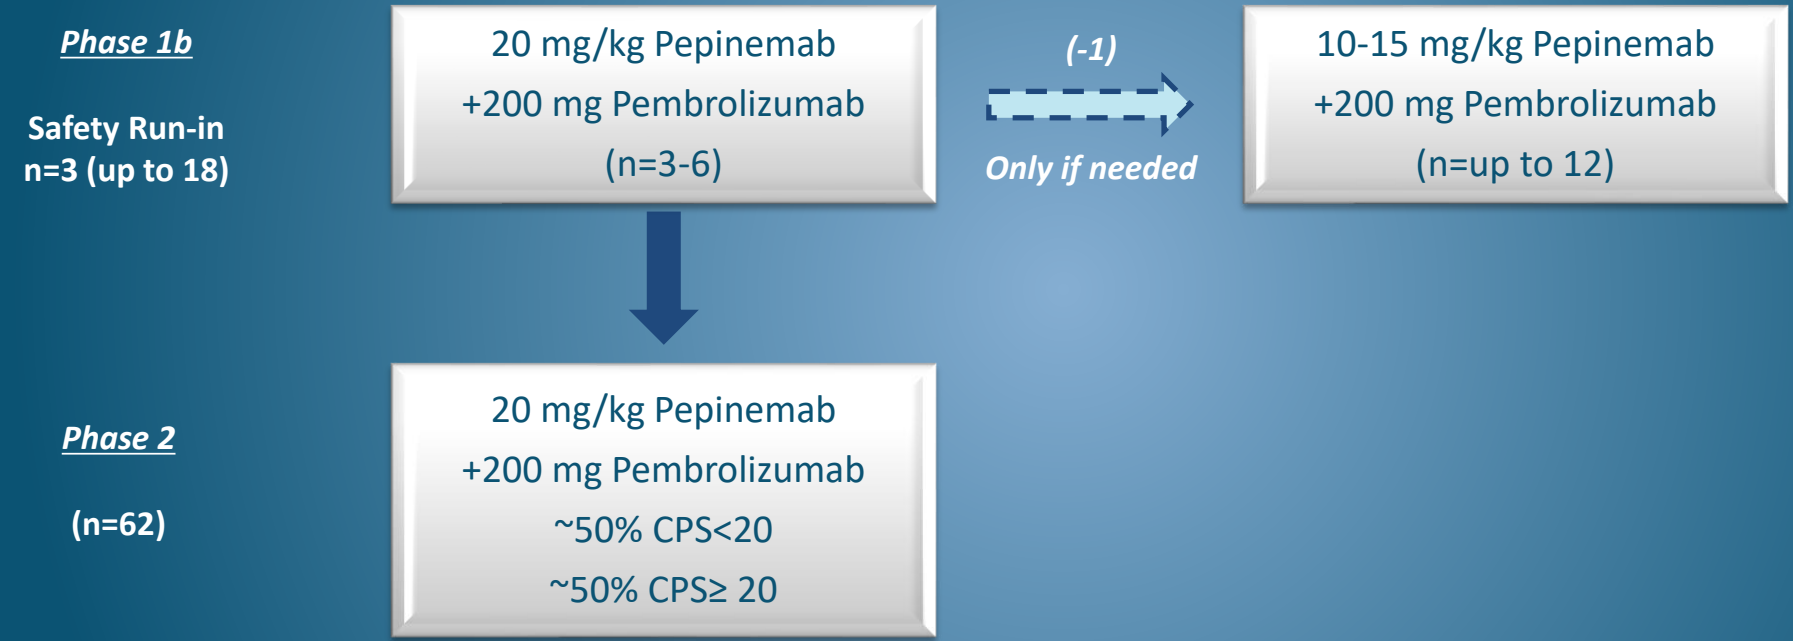 Phase 1b
Safety Run-in
n=3 (up to 18)
20 mg/kg Pepinemab
+200 mg Pembrolizumab
(n=3-6)
(-1)
Only if needed
10-15 mg/kg Pepinemab
+200 mg Pembrolizumab
(n=up to 12)
Phase 2
(n=62)
20 mg/kg Pepinemab
+200 mg Pembrolizumab
~50% CPS<20
~50% CPS≥ 20